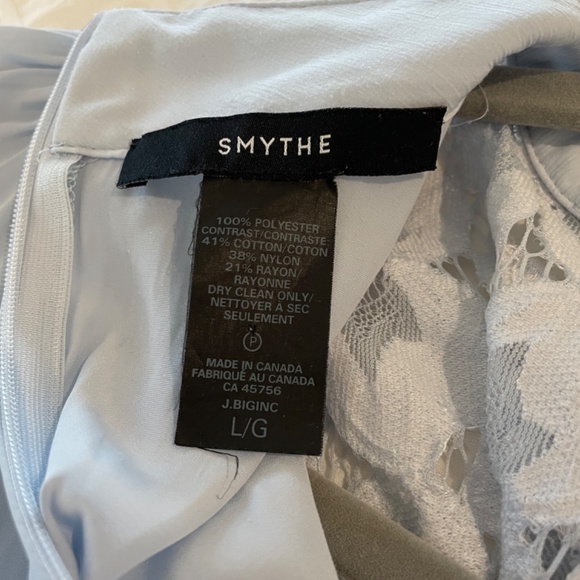 SMYTHE
100% POLYESTER
CONTRAST/CONTRASTE:
41% COTTON/COTON
38% NYLON
21% RAYON/
RAYONNE
DRY CLEAN ONLY/
NETTOYER À SEC
SEULEMENT
P
MADE IN CANADA
FABRIQUÉ AU CANADA
CA 45756
J.BIGINC
L/G